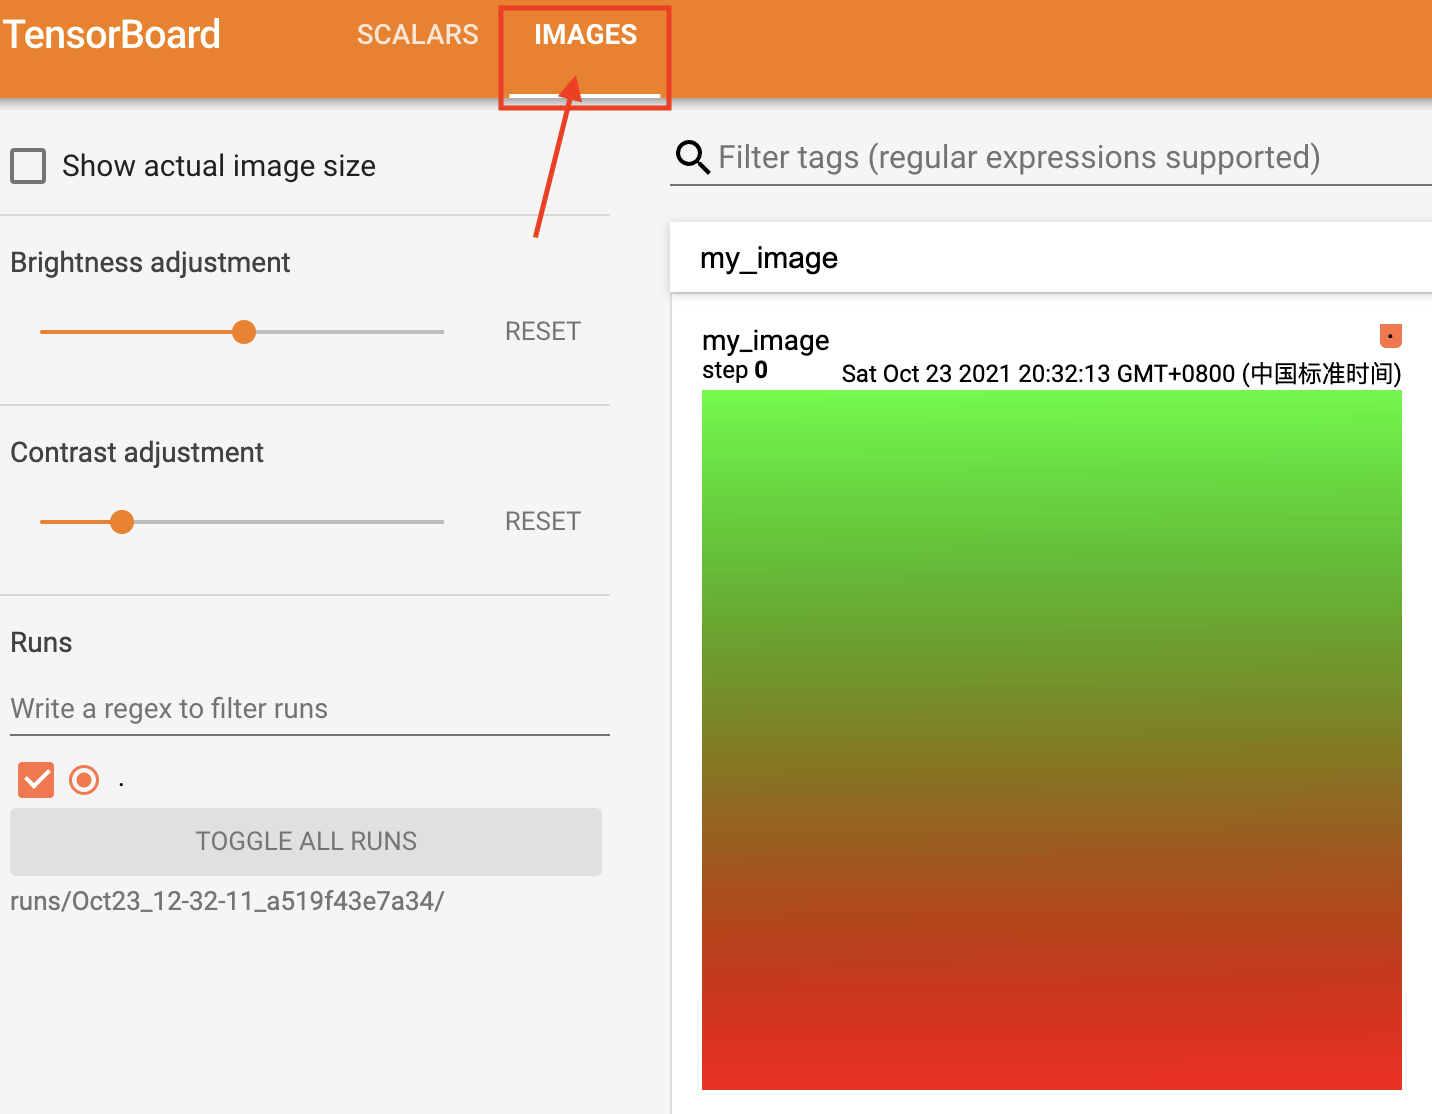 TensorBoard
SCALARS
IMAGES
Show actual image size
Brightness adjustment
RESET
Contrast adjustment
RESET
Runs
Write a regex to filter runs
.
TOGGLE ALL RUNS
runs/Oct23_12-32-11_a519f43e7a34/
Filter tags (regular expressions supported)
my_image
my_image
step 0
Sat Oct 23 2021 20:32:13 GMT+0800 (中国标准时间)
.